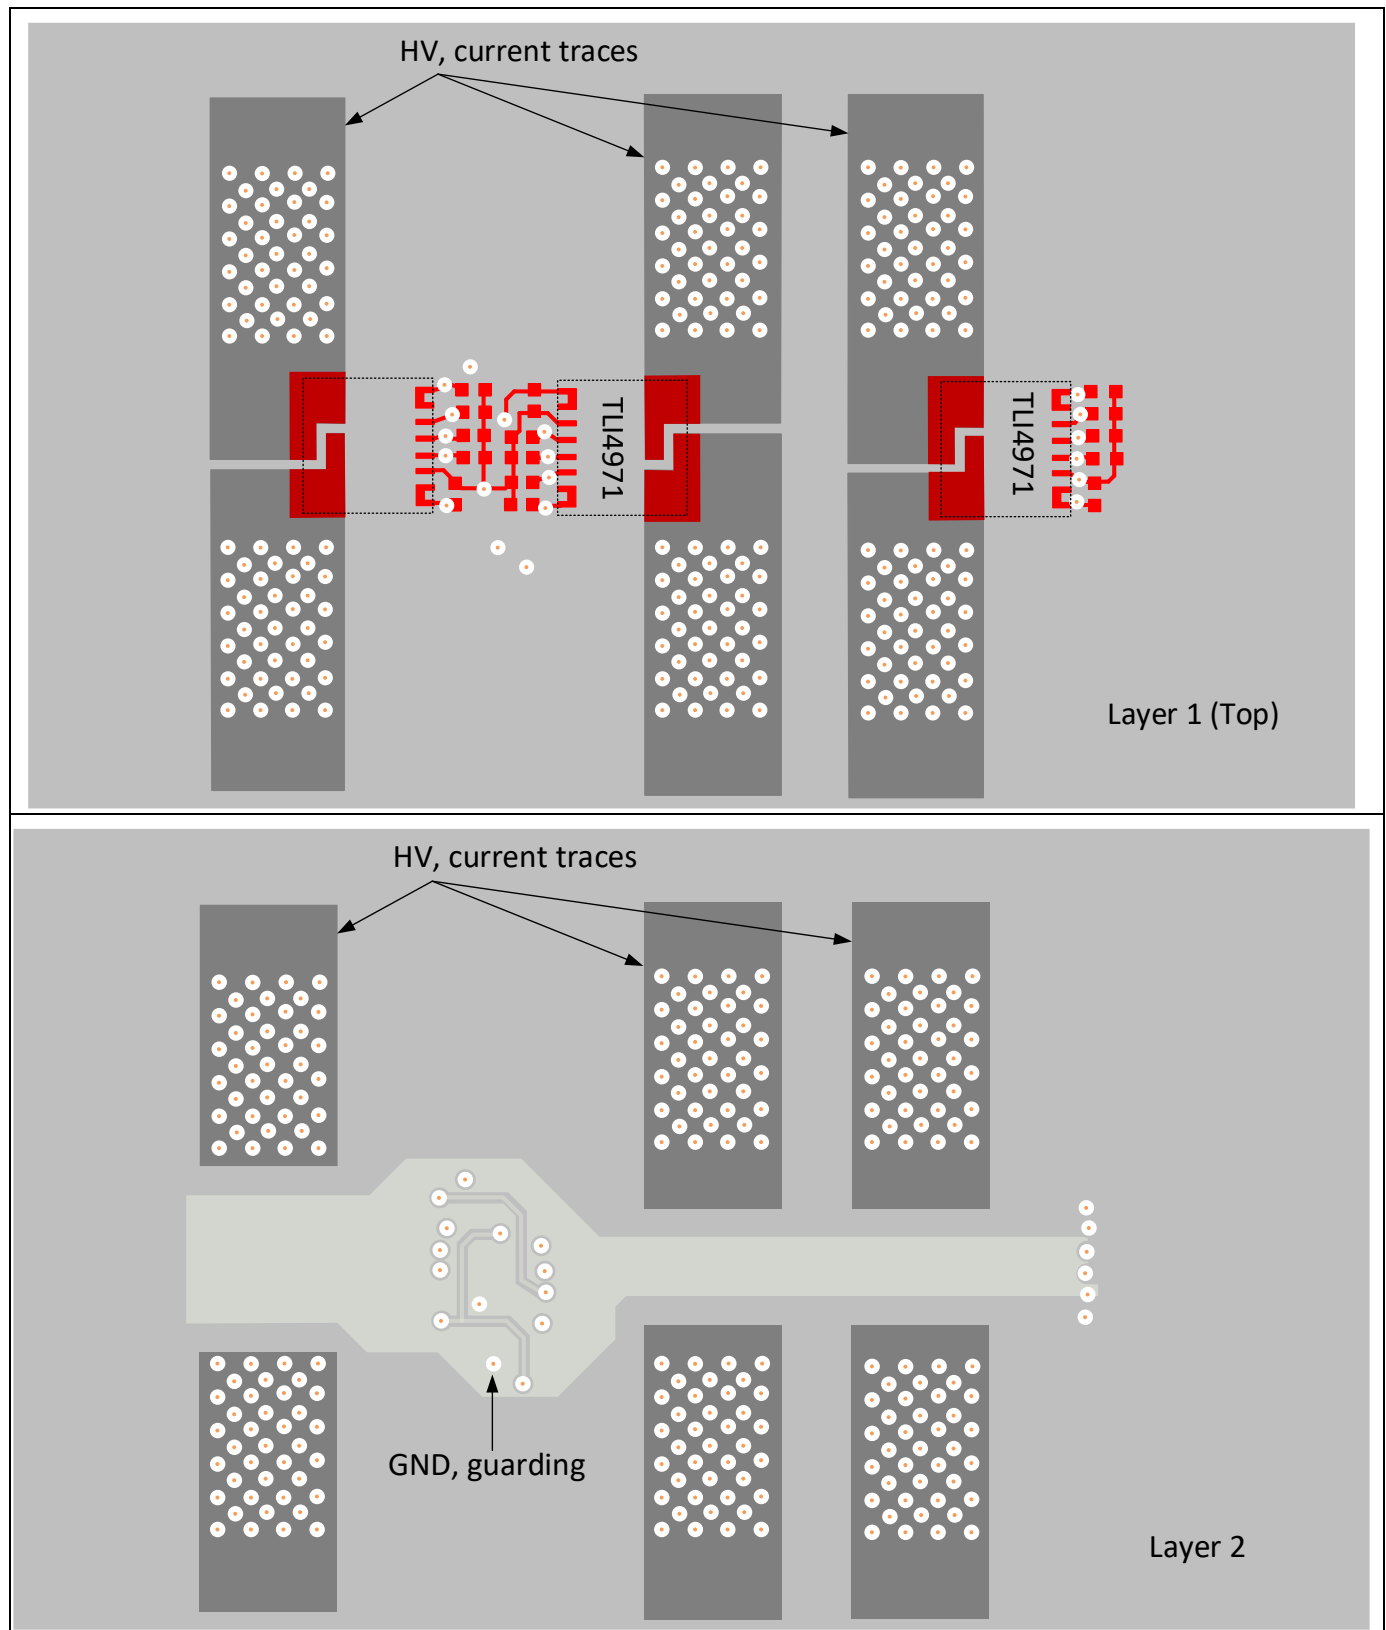 HV, current traces
TLI4971
TLI4971
Layer 1 (Top)
HV, current traces
GND, guarding
Layer 2